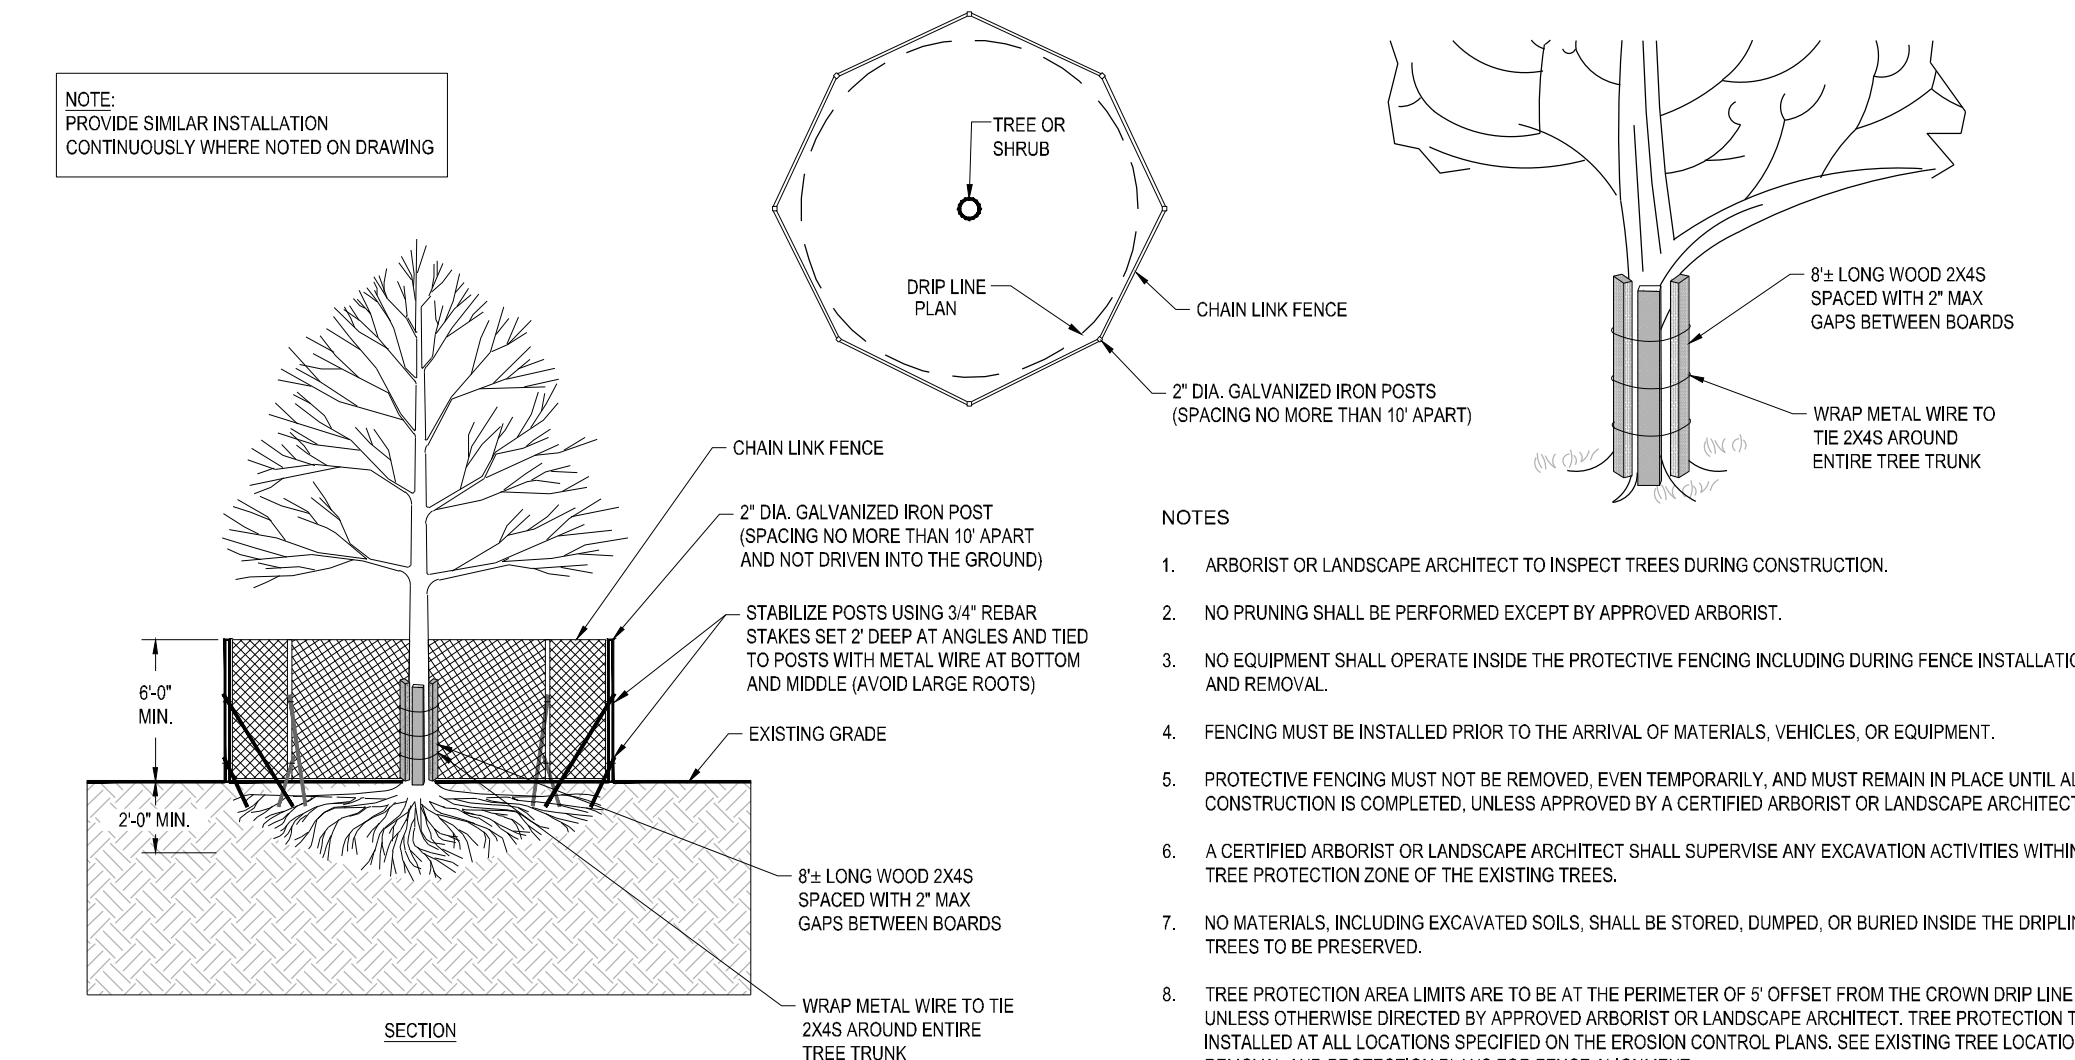 NOTE:
PROVIDE SIMILAR INSTALLATION
CONTINUOUSLY WHERE NOTED ON DRAWING
TREE OR
SHRUB
DRIP LINE
PLAN
CHAIN LINK FENCE
2" DIA. GALVANIZED IRON POSTS
(SPACING NO MORE THAN 10' APART)
8'± LONG WOOD 2X4S
SPACED WITH 2" MAX
GAPS BETWEEN BOARDS
WRAP METAL WIRE TO
TIE 2X4S AROUND
ENTIRE TREE TRUNK
CHAIN LINK FENCE
2" DIA. GALVANIZED IRON POST
(SPACING NO MORE THAN 10' APART
AND NOT DRIVEN INTO THE GROUND)
STABILIZE POSTS USING 3/4" REBAR
STAKES SET 2' DEEP AT ANGLES AND TIED
TO POSTS WITH METAL WIRE AT BOTTOM
AND MIDDLE (AVOID LARGE ROOTS)
EXISTING GRADE
6'-0"
MIN.
2'-0" MIN.
8'± LONG WOOD 2X4S
SPACED WITH 2" MAX
GAPS BETWEEN BOARDS
WRAP METAL WIRE TO TIE
2X4S AROUND ENTIRE
TREE TRUNK
SECTION
NOTES
1. ARBORIST OR LANDSCAPE ARCHITECT TO INSPECT TREES DURING CONSTRUCTION.
2. NO PRUNING SHALL BE PERFORMED EXCEPT BY APPROVED ARBORIST.
3. NO EQUIPMENT SHALL OPERATE INSIDE THE PROTECTIVE FENCING INCLUDING DURING FENCE
AND REMOVAL.
4. FENCING MUST BE INSTALLED PRIOR TO THE ARRIVAL OF MATERIALS, VEHICLES, OR EQUIPMENT.
5. PROTECTIVE FENCING MUST NOT BE REMOVED, EVEN TEMPORARILY, AND MUST REMAIN IN PLACE UNTIL
CONSTRUCTION IS COMPLETED, UNLESS APPROVED BY A CERTIFIED ARBORIST OR LANDSCAPE ARCHITECT
6. A CERTIFIED ARBORIST OR LANDSCAPE ARCHITECT SHALL SUPERVISE ANY EXCAVATION ACTIVITIES WITHIN
TREE PROTECTION ZONE OF THE EXISTING TREES.
7. NO MATERIALS, INCLUDING EXCAVATED SOILS, SHALL BE STORED, DUMPED, OR BURIED INSIDE THE
TREES TO BE PRESERVED.
8. TREE PROTECTION AREA LIMITS ARE TO BE AT THE PERIMETER OF 5' OFFSET FROM THE CROWN DRIP LINE
UNLESS OTHERWISE DIRECTED BY APPROVED ARBORIST OR LANDSCAPE ARCHITECT. TREE PROTECTION
INSTALLED AT ALL LOCATIONS SPECIFIED ON THE EROSION CONTROL PLANS. SEE EXISTING TREE